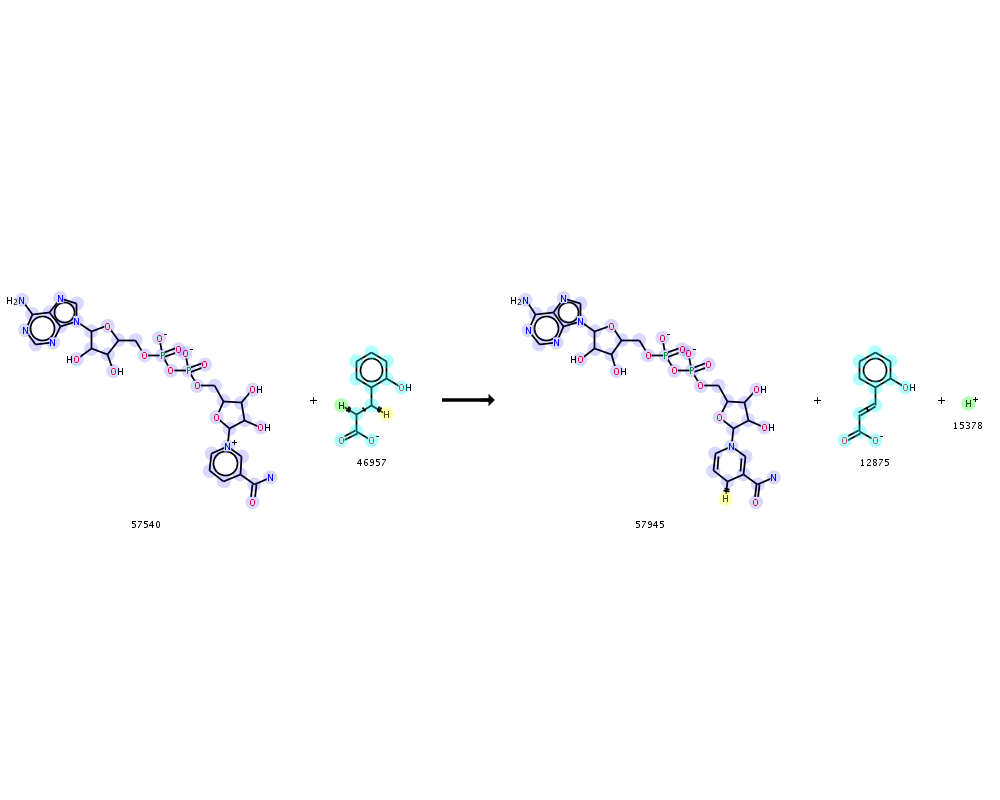 H2N N N N N O HO OH O P O- O O P O- O O O OH OH N+ N O
57540
+
H H OH O O-
46957
H2N N N N N O HO OH O P O- O O P O- O O O OH OH N N O H
57945
+
OH O O-
12875
+
H+
15378